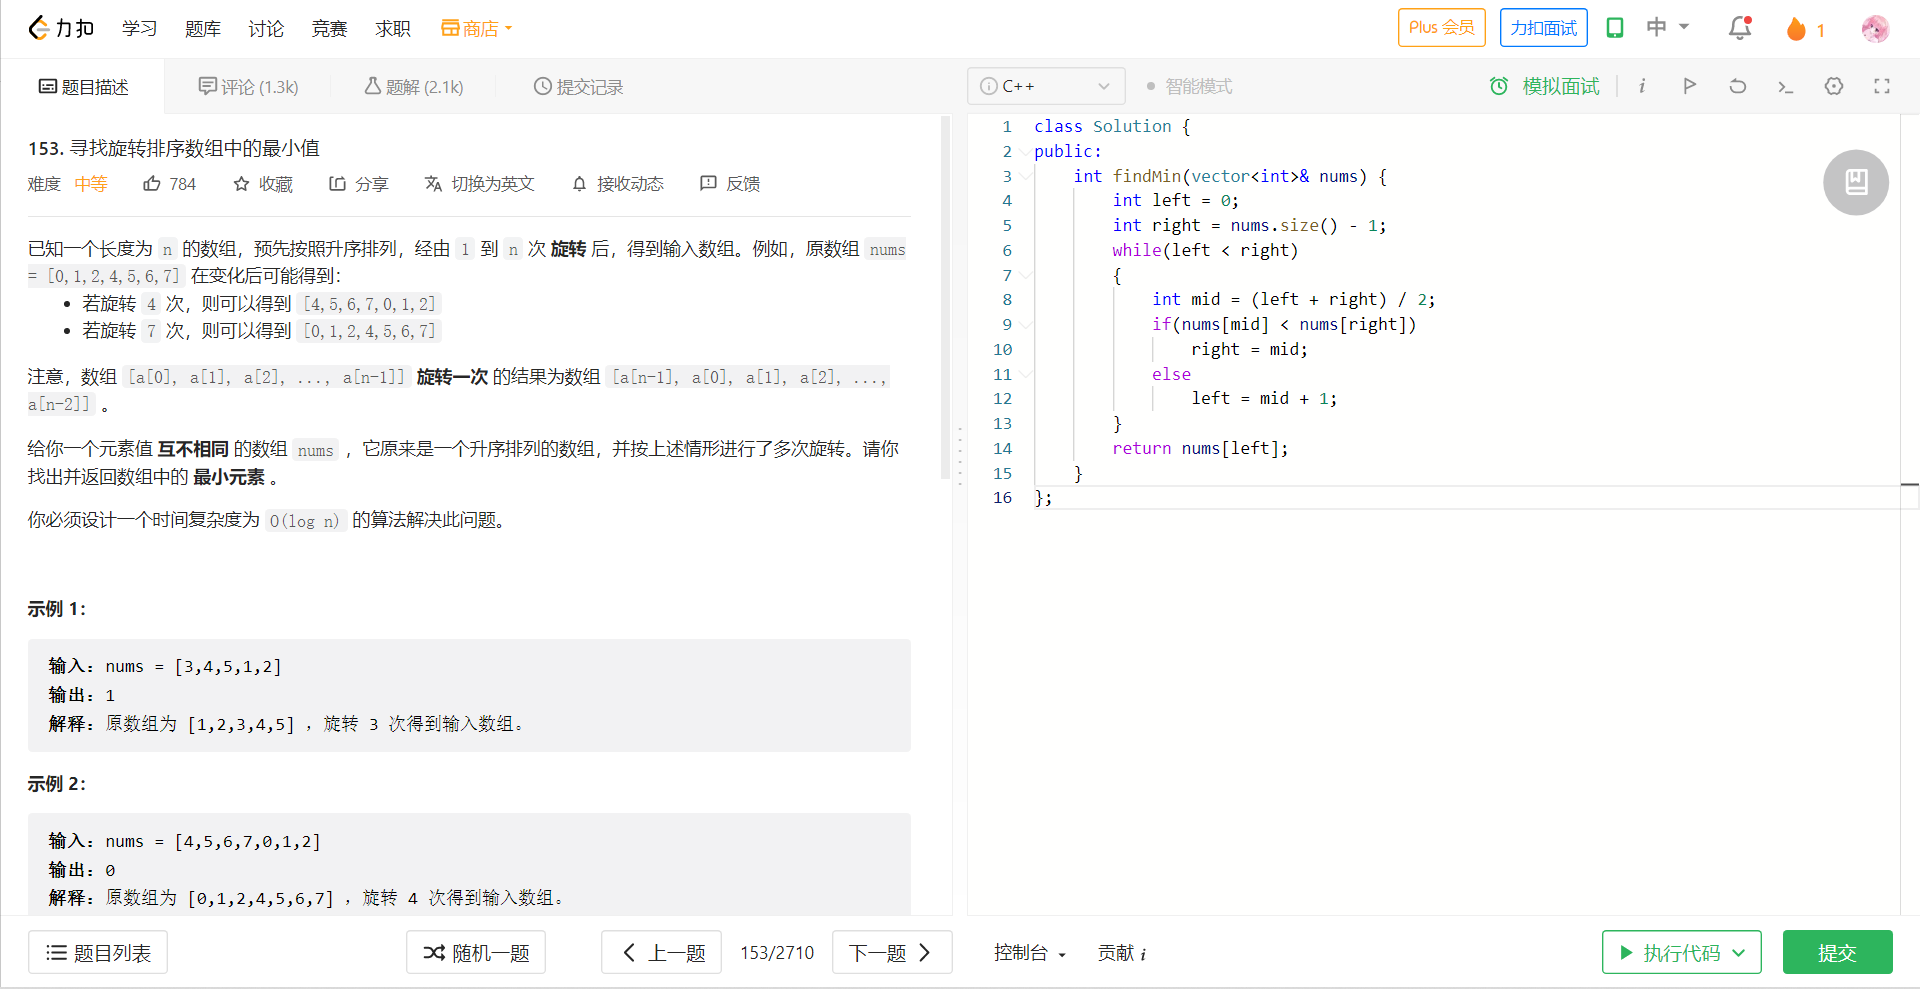 力扣 学习 题库 讨论 竞赛 求职 商店 Plus 会员 力扣面试 中 1
题目描述 评论 (1.3k) 题解 (2.1k) 提交记录
153. 寻找旋转排序数组中的最小值
难度 中等 784 收藏 分享 切换为英文 接收动态 反馈
已知一个长度为 n 的数组，预先按照升序排列，经由 1 到 n 次 旋转 后，得到输入数组。例如，原数组 nums
= [0,1,2,4,5,6,7] 在变化后可能得到：
• 若旋转 4 次，则可以得到 [4,5,6,7,0,1,2]
• 若旋转 7 次，则可以得到 [0,1,2,4,5,6,7]
注意，数组 [a[0], a[1], a[2], ..., a[n-1]] 旋转一次 的结果为数组 [a[n-1], a[0], a[1], a[2], ...,
a[n-2]] 。
给你一个元素值 互不相同 的数组 nums ，它原来是一个升序排列的数组，并按上述情形进行了多次旋转。请你
找出并返回数组中的 最小元素 。
你必须设计一个时间复杂度为 O(log n) 的算法解决此问题。
示例 1：
输入：nums = [3,4,5,1,2]
输出：1
解释：原数组为 [1,2,3,4,5] ，旋转 3 次得到输入数组。
示例 2：
输入：nums = [4,5,6,7,0,1,2]
输出：0
解释：原数组为 [0,1,2,4,5,6,7] ，旋转 4 次得到输入数组。
题目列表 随机一题 上一题 153/2710 下一题
C++ 智能模式 模拟面试 i
1 class Solution {
2 public:
3     int findMin(vector<int>& nums) {
4         int left = 0;
5         int right = nums.size() - 1;
6         while(left < right)
7         {
8             int mid = (left + right) / 2;
9             if(nums[mid] < nums[right])
10                 right = mid;
11             else
12                 left = mid + 1;
13         }
14         return nums[left];
15     }
16 };
控制台 贡献 i 执行代码 提交